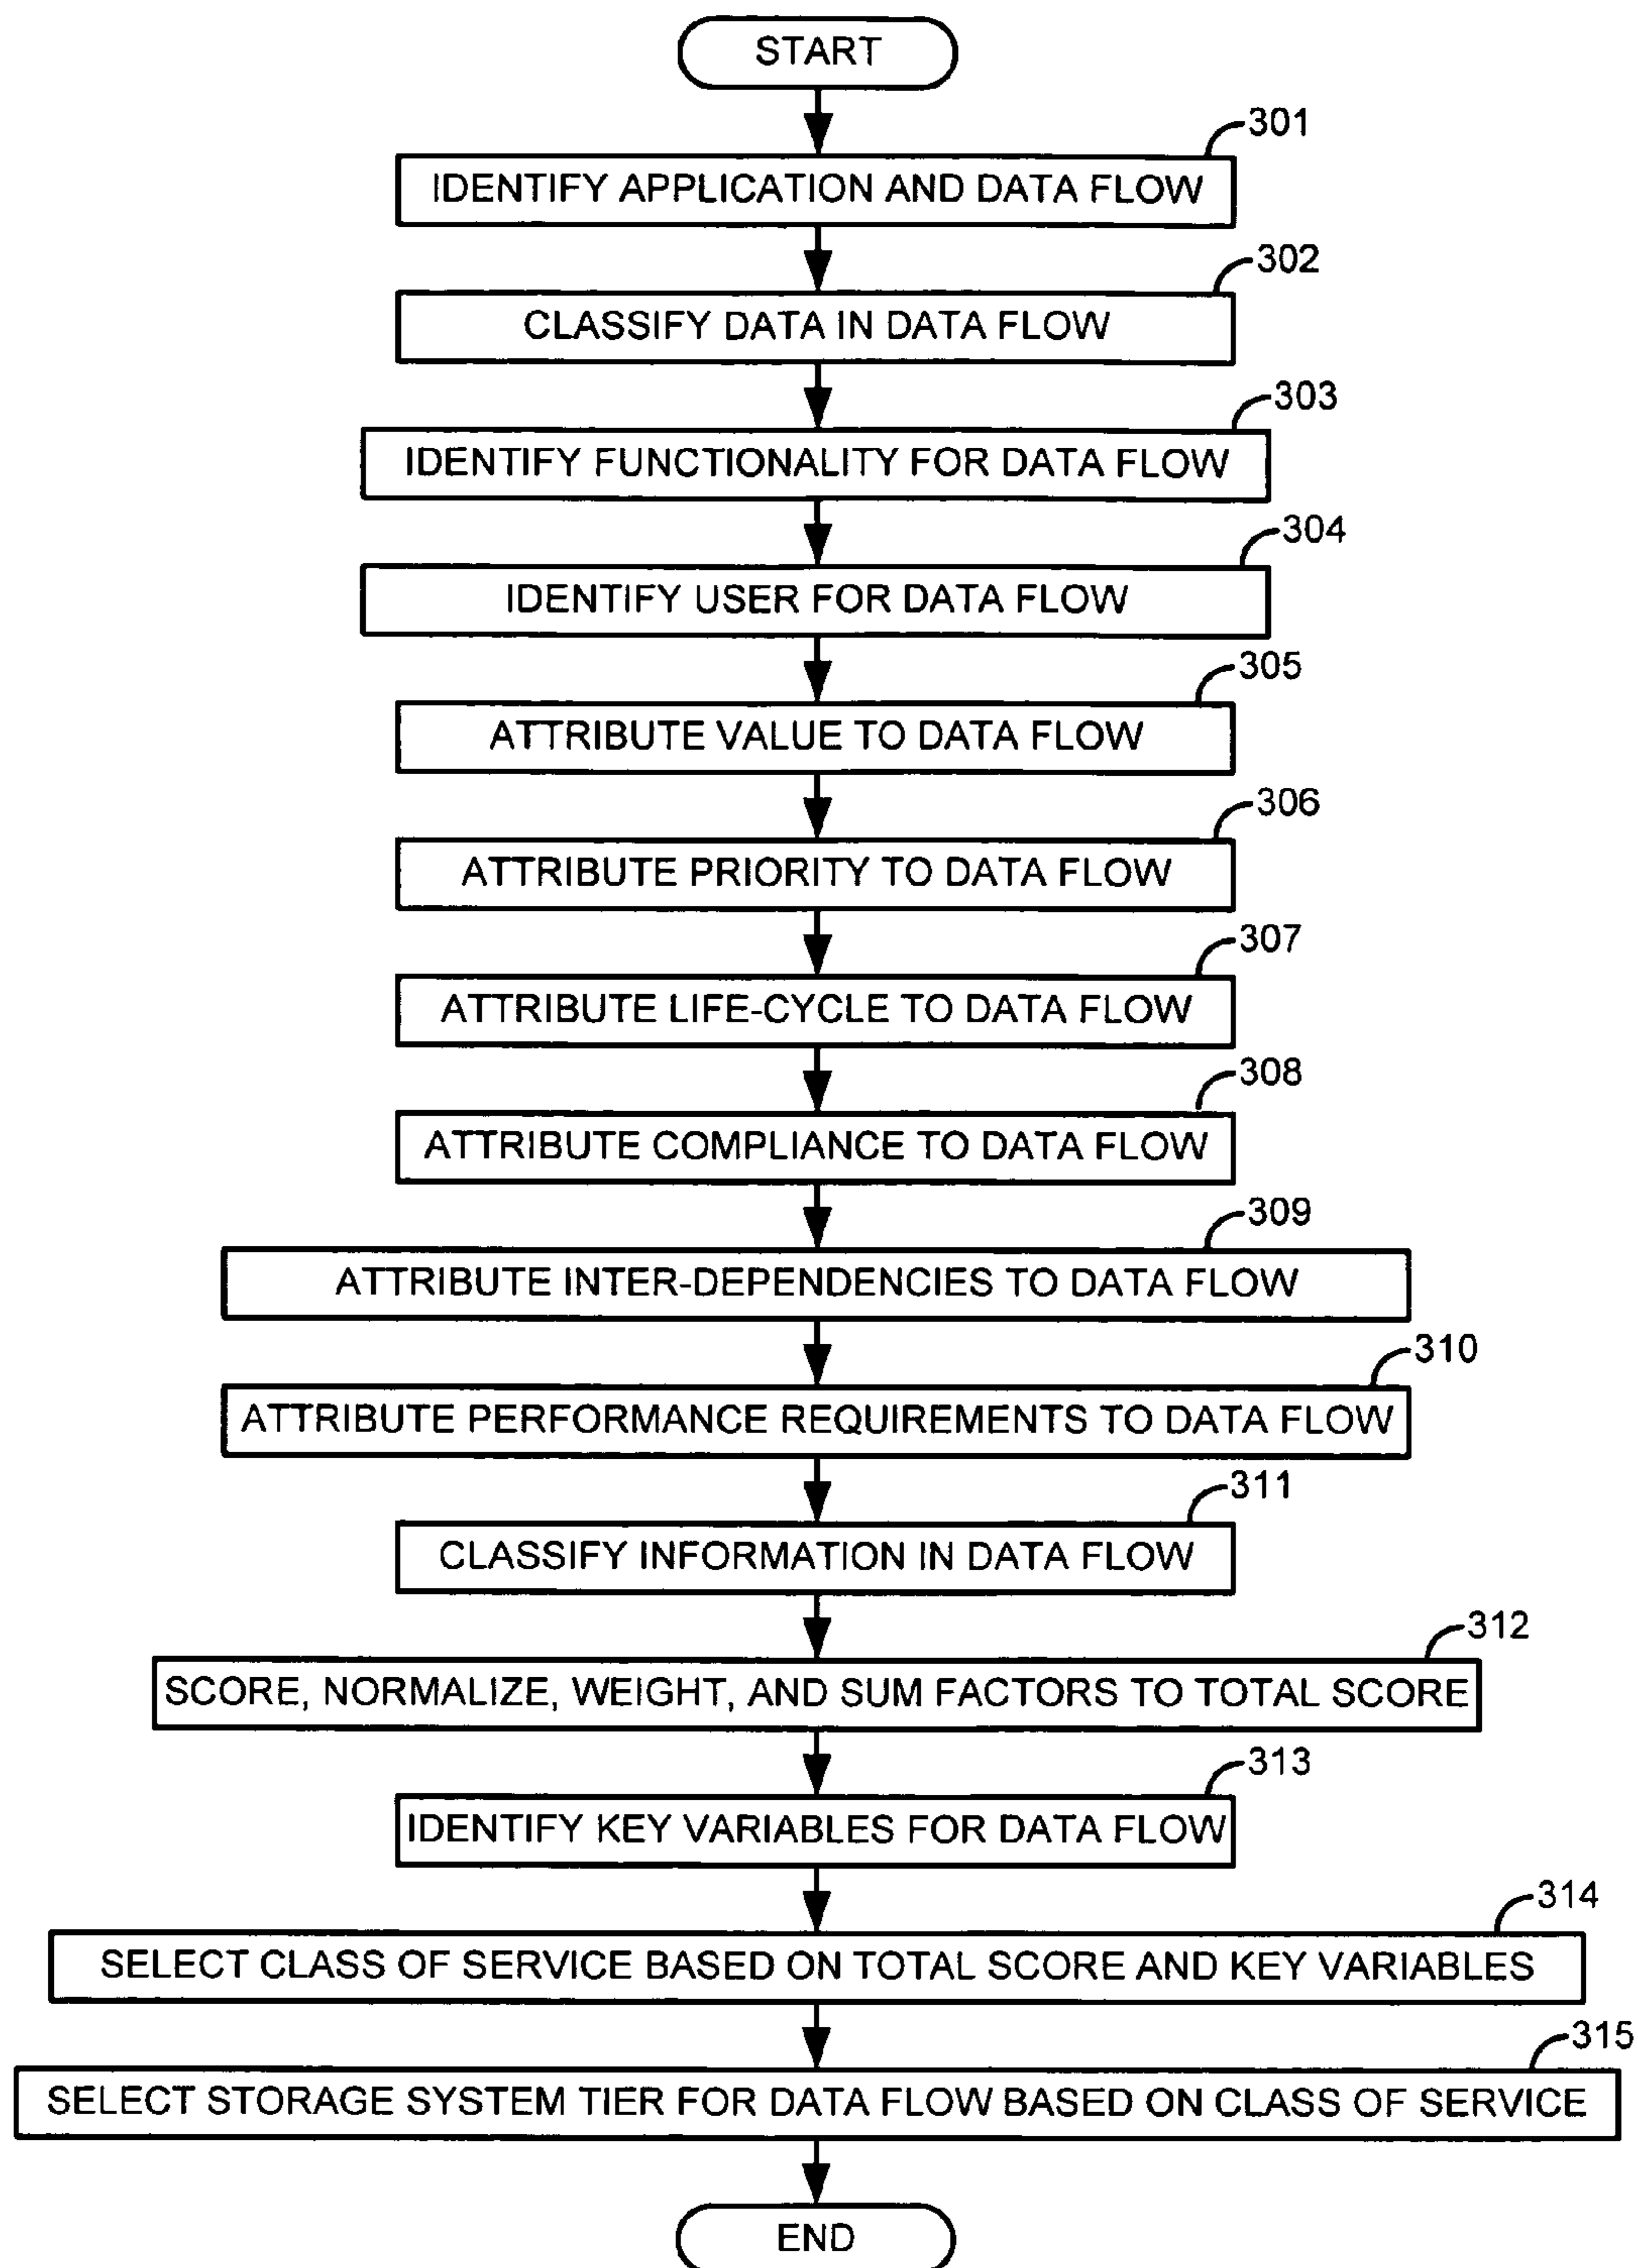 START
301
IDENTIFY APPLICATION AND DATA FLOW
302
CLASSIFY DATA IN DATA FLOW
303
IDENTIFY FUNCTIONALITY FOR DATA FLOW
304
IDENTIFY USER FOR DATA FLOW
305
ATTRIBUTE VALUE TO DATA FLOW
306
ATTRIBUTE PRIORITY TO DATA FLOW
307
ATTRIBUTE LIFE-CYCLE TO DATA FLOW
308
ATTRIBUTE COMPLIANCE TO DATA FLOW
309
ATTRIBUTE INTER-DEPENDENCIES TO DATA FLOW
310
ATTRIBUTE PERFORMANCE REQUIREMENTS TO DATA FLOW
311
CLASSIFY INFORMATION IN DATA FLOW
312
SCORE, NORMALIZE, WEIGHT, AND SUM FACTORS TO TOTAL SCORE
313
IDENTIFY KEY VARIABLES FOR DATA FLOW
314
SELECT CLASS OF SERVICE BASED ON TOTAL SCORE AND KEY VARIABLES
315
SELECT STORAGE SYSTEM TIER FOR DATA FLOW BASED ON CLASS OF SERVICE
END